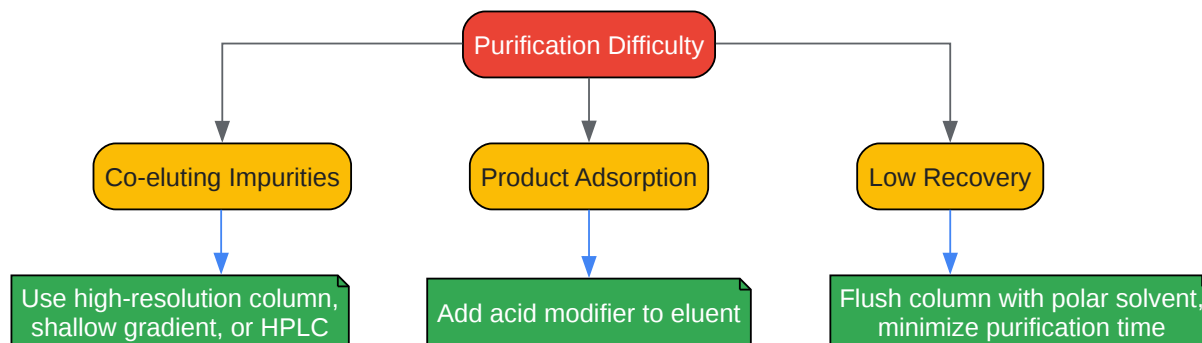 Purification Difficulty
Co-eluting Impurities
Product Adsorption
Low Recovery
Use high-resolution column,
shallow gradient, or HPLC
Add acid modifier to eluent
Flush column with polar solvent,
minimize purification time